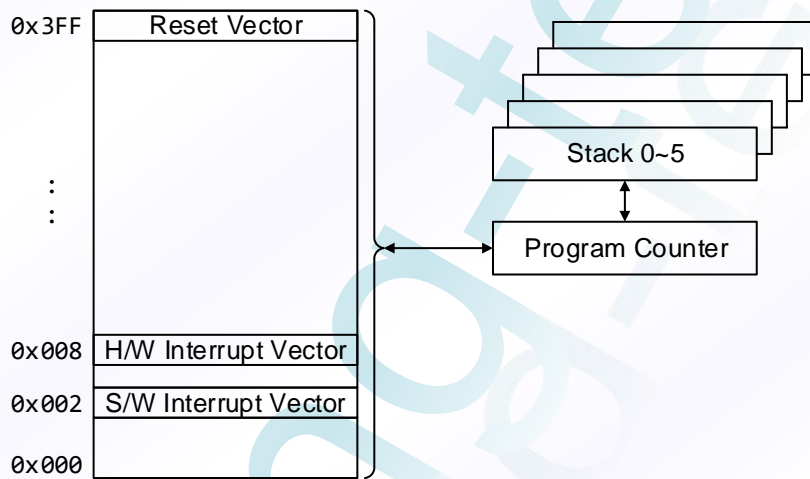 0x3FF Reset Vector
Stack 0~5
:
:
Program Counter
0x008 H/W Interrupt Vector
0x002 S/W Interrupt Vector
0x000